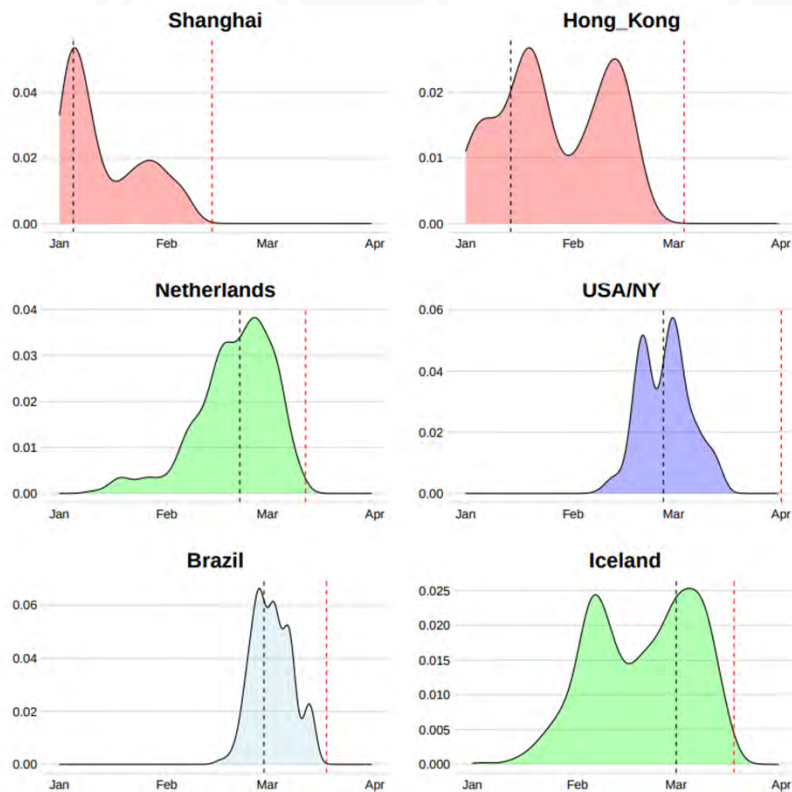 Shanghai
0.04
0.02
0.00
Jan Feb Mar Apr
Hong_Kong
0.02
0.01
0.00
Jan Feb Mar Apr
Netherlands
0.04
0.03
0.02
0.01
0.00
Jan Feb Mar Apr
USA/NY
0.06
0.04
0.02
0.00
Jan Feb Mar Apr
Brazil
0.06
0.04
0.02
0.00
Jan Feb Mar Apr
Iceland
0.025
0.020
0.015
0.010
0.005
0.000
Jan Feb Mar Apr